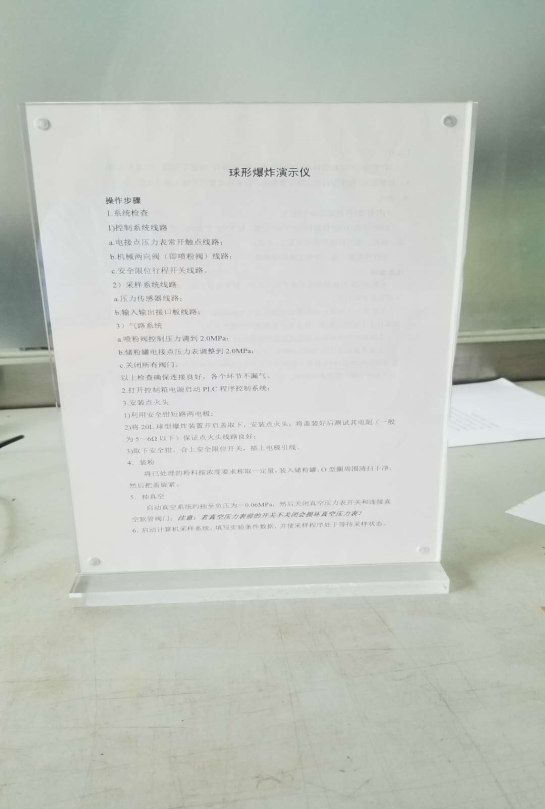 球形爆炸演示仪
操作步骤
1.系统检查
1)控制系统线路
a.电接点压力表常开触点线路；
b.机械两向阀（即喷粉阀）线路；
c.安全限位行程开关线路。
2）采样系统线路
a.压力传感器线路；
b.输入输出接口板线路；
3）气路系统
a.喷粉阀控制压力调到 2.0MPa；
b.储粉罐电接点压力表调整到 2.0MPa；
c.关闭所有阀门。
以上检查确保连接良好，各个环节不漏气。
2.打开控制箱电源启动 PLC 程序控制系统；
3.安装点火头
1)利用安全钳短路两电极。
2)将 20L 球型爆炸装置开启盖取下，安装点火头，将盖装好后测试其电阻（一般
为 5－6Ω 以下）保证点火头线路良好；
3)取下安全钳，合上安全限位开关，搭上电极引线。
4、装粉
将已处理的粉料按浓度要求称取一定量，装入储粉罐，O 型圈周围清扫干净，
然后把盖装紧。
5、抽真空
启动真空系统约抽至负压为－0.06MPa，然后关闭真空压力表开关和连接真
空软管阀门；注意：若真空压力表前的开关不关闭会损坏真空压力表！
6、启动计算机采样系统，填写实验条件数据，并使采样程序处于等待采样状态。